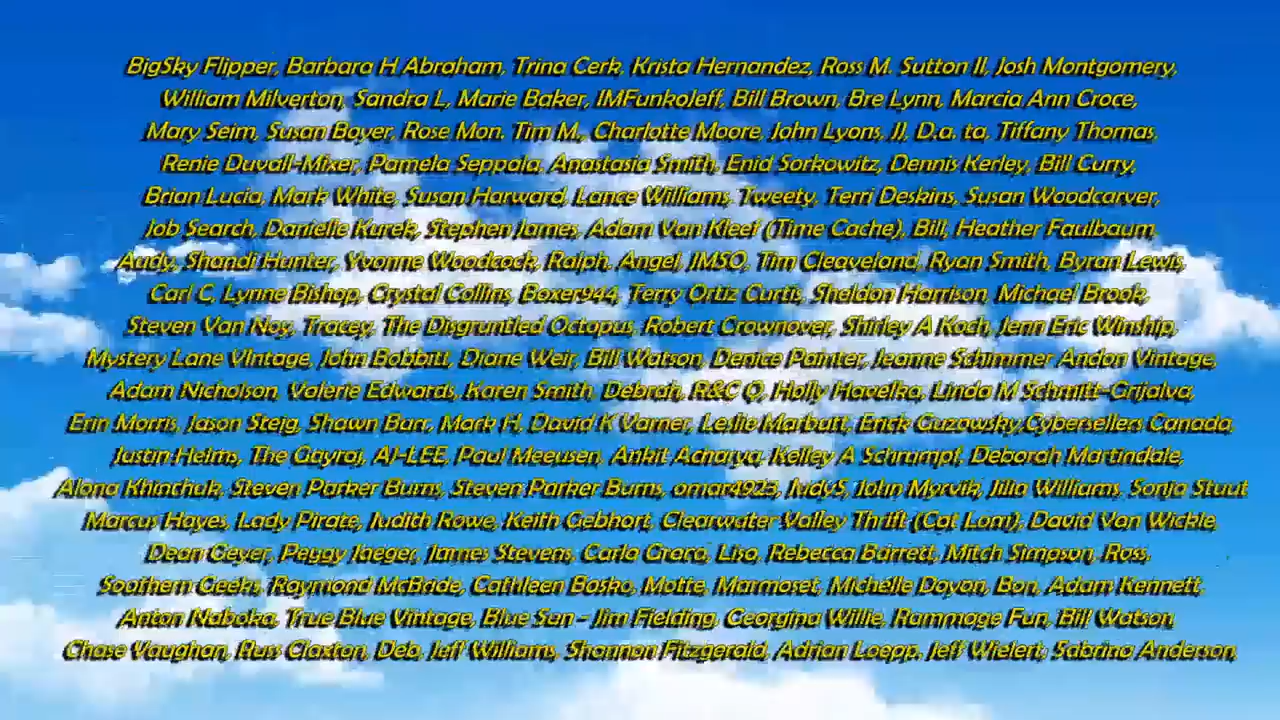 BigSky Flipper, Barbara H Abraham, Trina Cerk, Krista Hernandez, Ross M. Sutton II, Josh Montgomery,
William Milverton, Sandra L, Marie Baker, IMFunkoleff, Bill Brown, Bre Lynn, Marcia Ann Croce,
Mary Seim, Susan Boyer, Rose Mon. Tim M., Charlotte Moore, John Lyons, JJ, D.a. ta, Tiffany Thomas,
Renie Duvall-Mixer, Pamela Seppala, Anastasia Smith, Enid Sorkowitz, Dennis Kerley, Bill Curry,
Brian Lucia, Mark White, Susan Harward, Lance Williams, Tweety, Terri Deskins, Susan Woodcarver,
Job Search, Danielle Kurek, Stephen James, Adam Van Kleef (Time Cache), Bill, Heather Faulbaum,
Audy, Shandi Hunter, Yvonne Woodcock, Ralph, Angel, JMSO, Tim Cleaveland, Ryan Smith, Byran Lewis,
Carl C, Lynne Bishop, Crystal Collins, Boxer944, Terry Ortiz Curtis, Sheldon Harrison, Michael Brook,
Steven Van Noy, Tracey, The Disgruntled Octopus, Robert Crownover, Shirley A Koch, Jenn Eric Winship,
Mystery Lane VIntage, John Bobbitt, Diane Weir, Bill Watson, Denice Painter, Jeanne Schimmer Andon Vintage,
Adam Nicholson, Valerie Edwards, Karen Smith, Debrah, R&C Q, Holly Havelka, Linda M Schmitt-Grijalva,
Erin Morris, Jason Steig, Shawn Barr, Mark H, David K Varner, Leslie Marbutt, Erick Guzowsky,Cybersellers Canada,
Justin Helms, The Gayraj, AJ-LEE, Paul Meeusen, Ankit Acharya, Kelley A Schrumpf, Deborah Martindale,
Alona Khinchuk, Steven Parker Burns, Steven Parker Burns, omar4923, JudyS, John Myrvik, Jilla Williams, Sonja Stuut
Marcus Hayes, Lady Pirate, Judith Rowe, Keith Gebhart, Clearwater Valley Thrift (Cat Lam), David Van Wickle,
Dean Geyer, Peggy Jaeger, James Stevens, Carla Grace, Lisa, Rebecca Barrett, Mitch Simpson, Ross,
Southern Geeks, Raymond McBride, Cathleen Basko, Motte, Marmoset, Michelle Doyon, Bon, Adam Kennett,
Anton Naboka, True Blue Vintage, Blue Sun - Jim Fielding, Georgina Willie, Rammage Fun, Bill Watson,
Chase Vaughan, Russ Claxton, Deb, Jeff Williams, Shannon Fitzgerald, Adrian Loepp, Jeff Wielert, Sabrina Anderson,